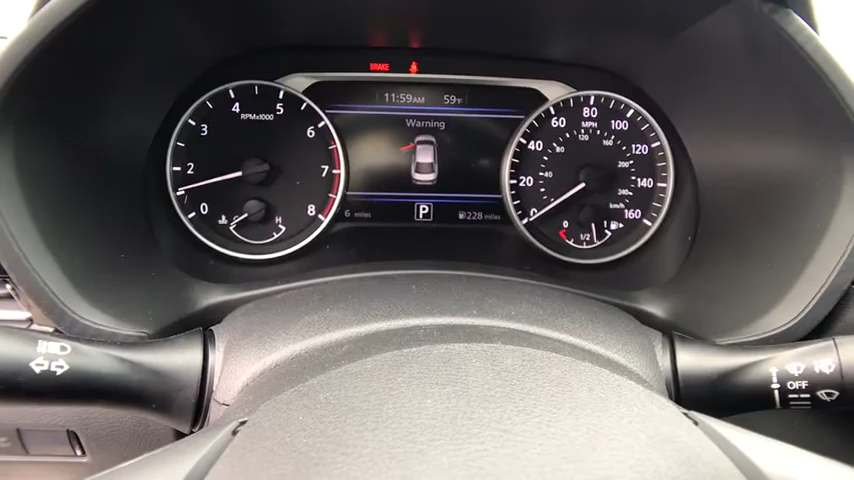 BRAKE
11:59AM 59°F
Warning
0
1
2
3
4
5
6
7
8
RPMx1000
C H
6 miles
P
228 miles
0
20
40
60
80
100
120
140
160
MPH
40
80
120
160
200
240
km/h
0 1/2 1
OFF